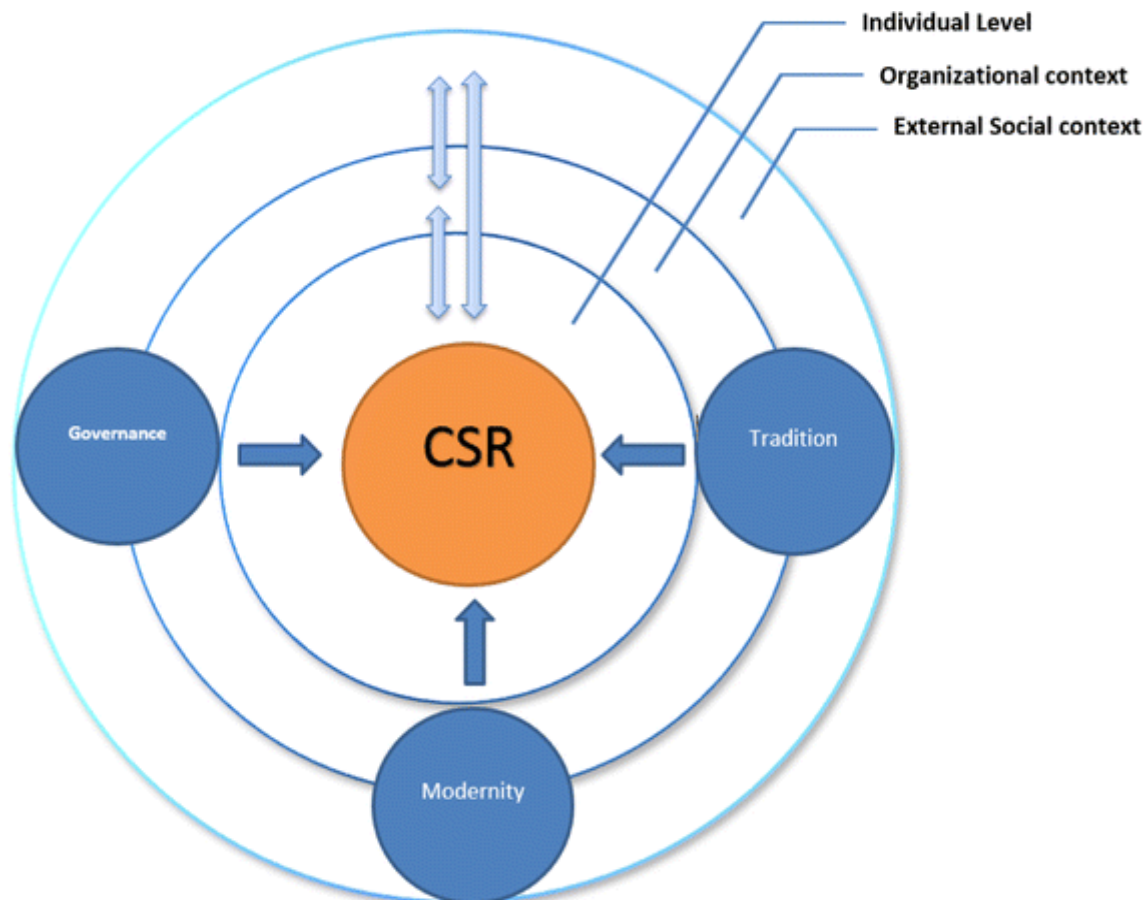 Individual Level
Organizational context
External Social context
Governance
CSR
Tradition
Modernity